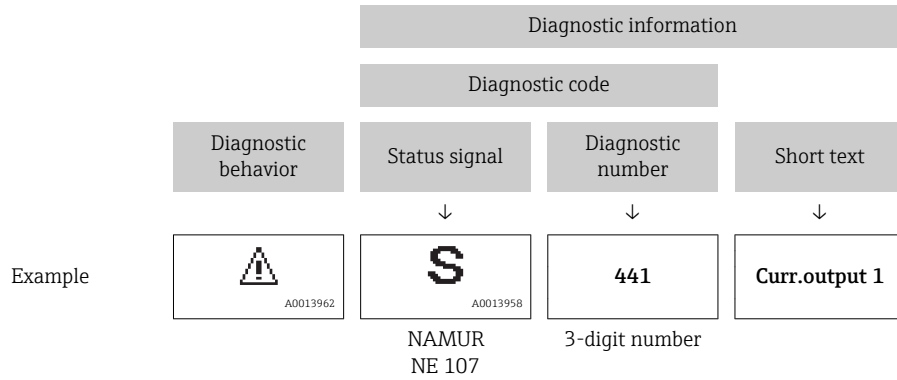 Diagnostic information
Diagnostic code
Diagnostic
behavior
Status signal
Diagnostic
number
Short text
↓
↓
↓
Example
A0013962
S
A0013958
441
Curr.output 1
NAMUR
NE 107
3-digit number